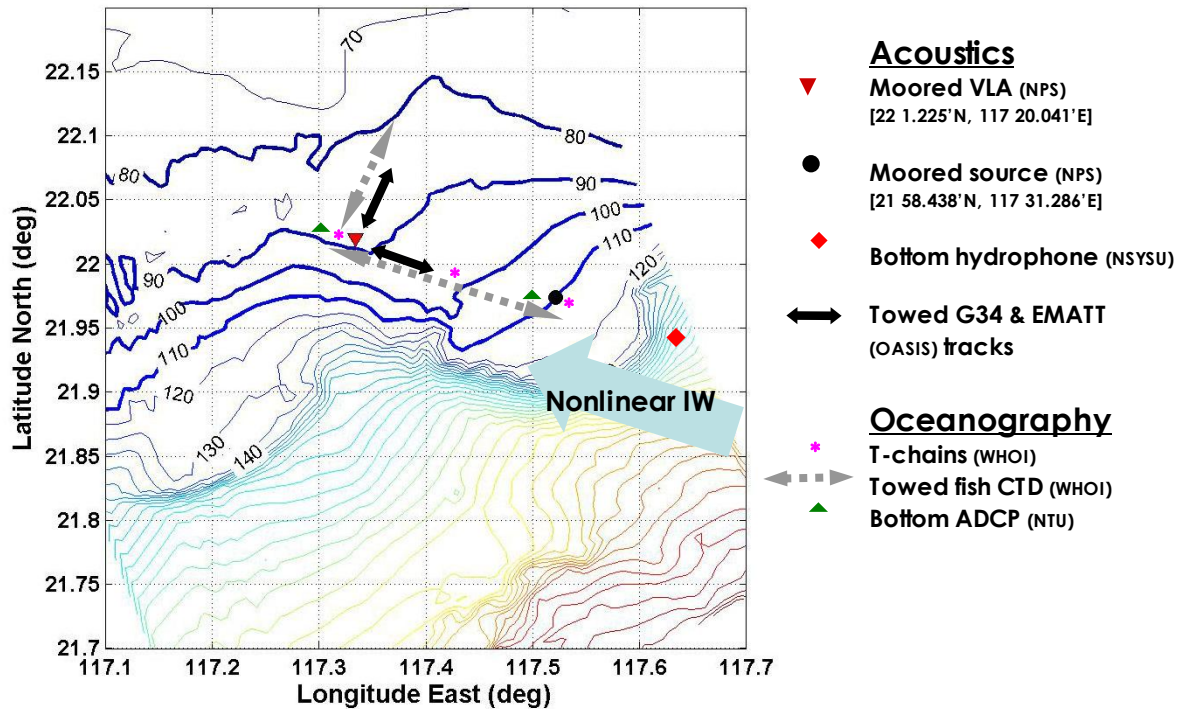 70
22.15
22.1
22.05
22
21.95
21.9
21.85
21.8
21.75
21.7
Latitude North (deg)
80
80
90
100
110
120
90
100
110
120
130
140
Nonlinear IW
117.1
117.2
117.3
117.4
117.5
117.6
117.7
Longitude East (deg)
Acoustics
Moored VLA (NPS)
[22 1.225'N, 117 20.041'E]
Moored source (NPS)
[21 58.438'N, 117 31.286'E]
Bottom hydrophone (NSYSU)
Towed G34 & EMATT
(OASIS) tracks
Oceanography
T-chains (WHOI)
Towed fish CTD (WHOI)
Bottom ADCP (NTU)